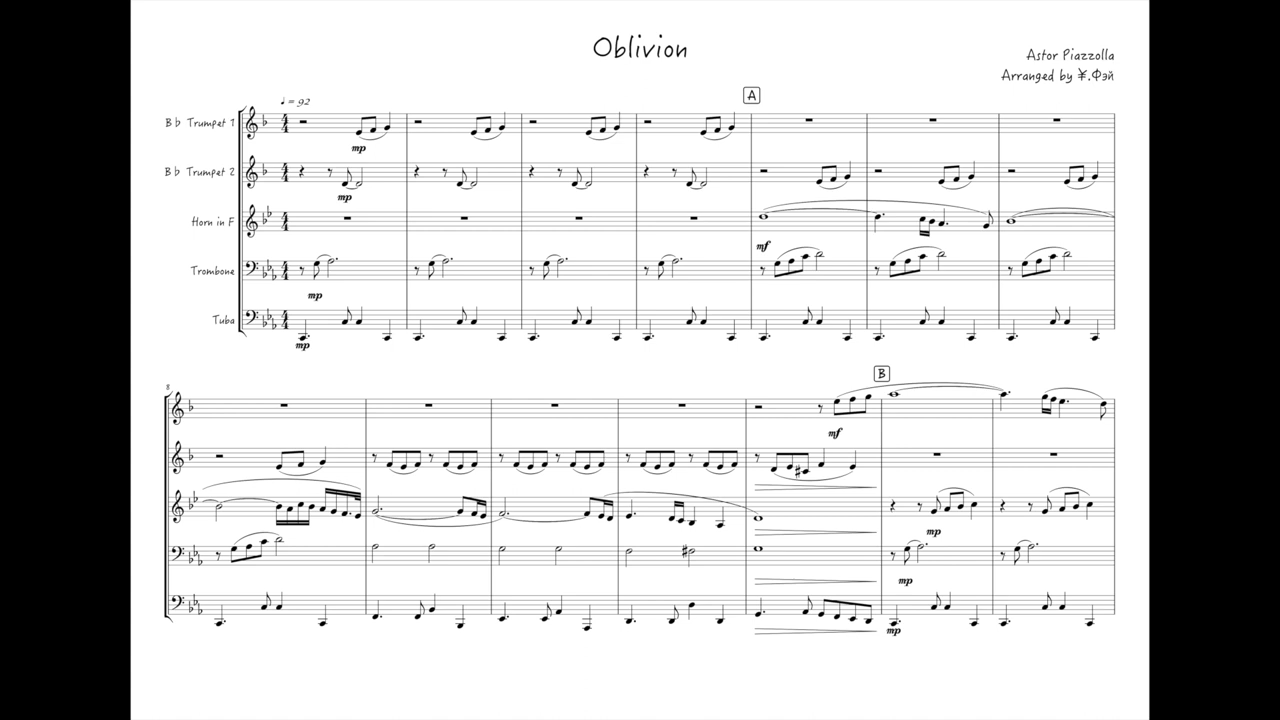 Oblivion
Astor Piazzolla
Arranged by ¥.Фэй
♩ = 92
A
B♭ Trumpet 1
mp
B♭ Trumpet 2
mp
Horn in F
mf
Trombone
mp
Tuba
mp
8
B
mf
mp
mp
mp